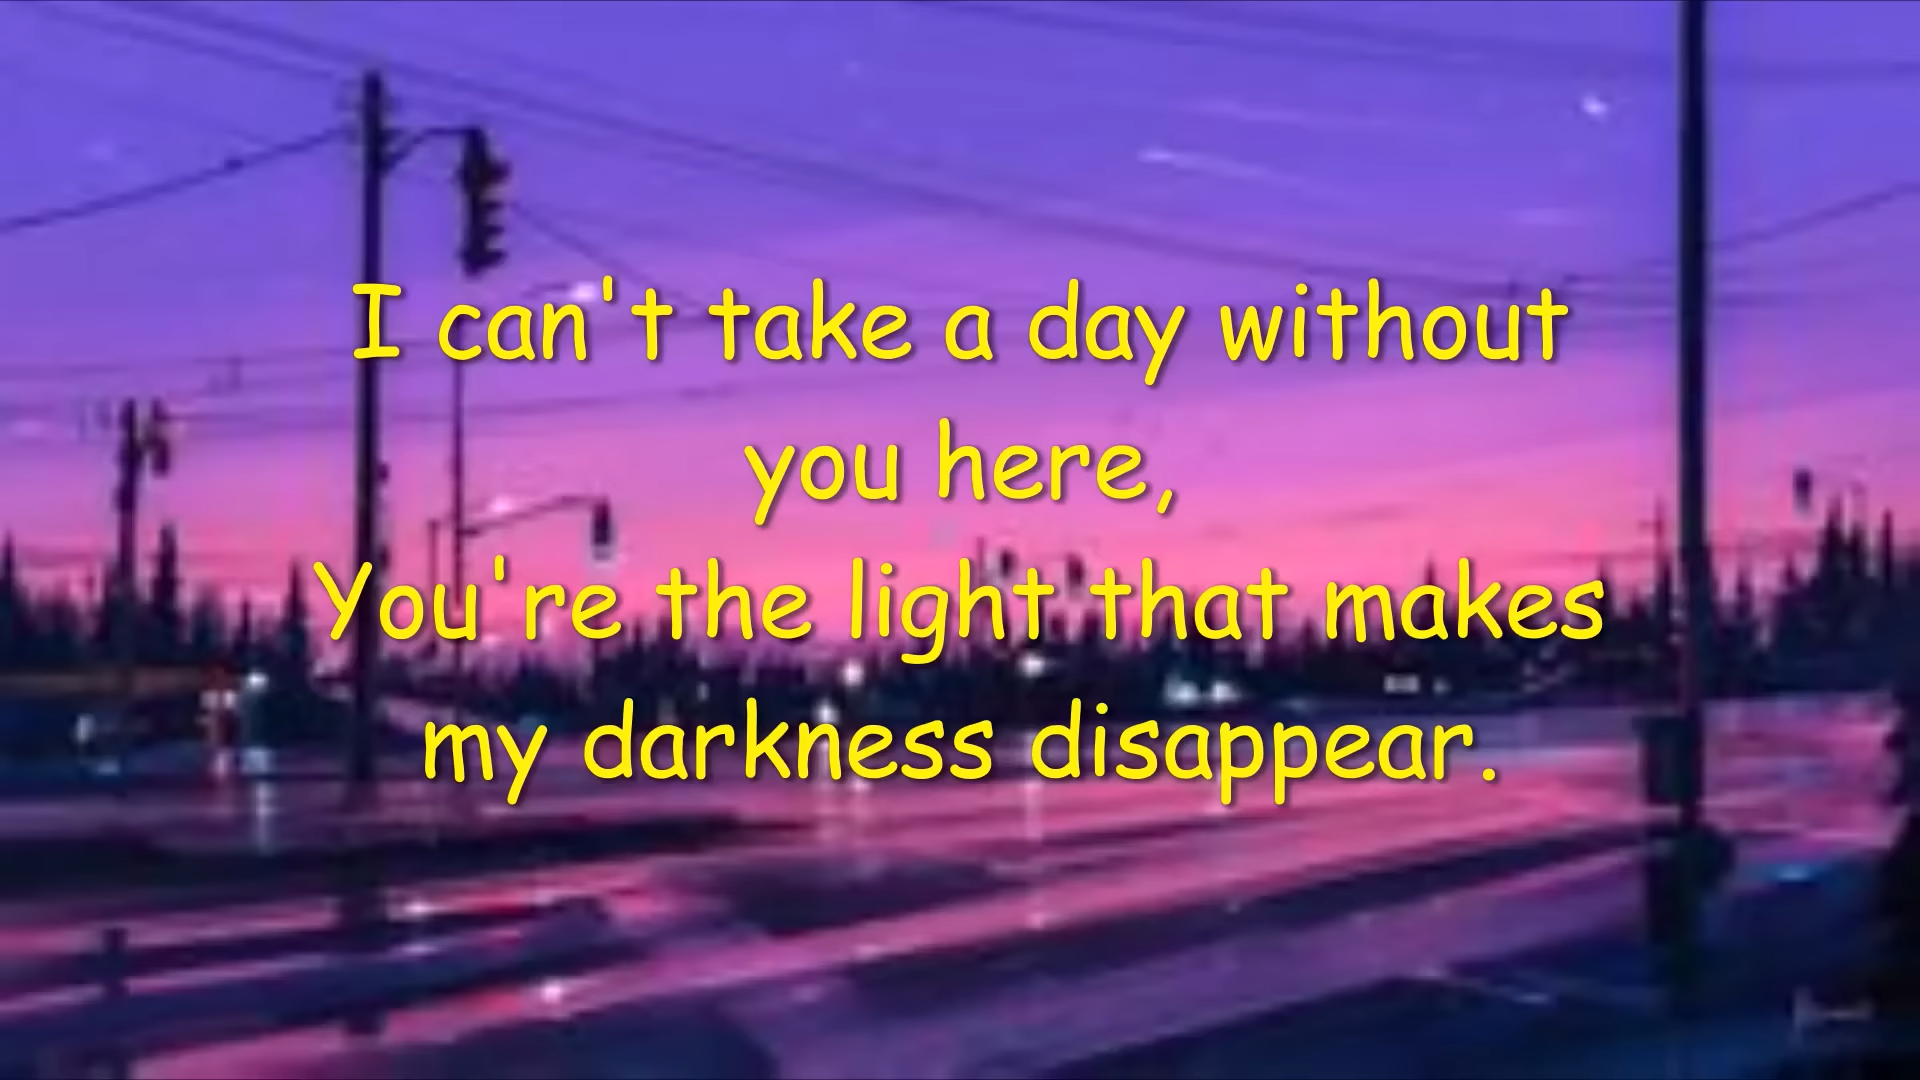 I can't take a day without
you here,
You're the light that makes
my darkness disappear.